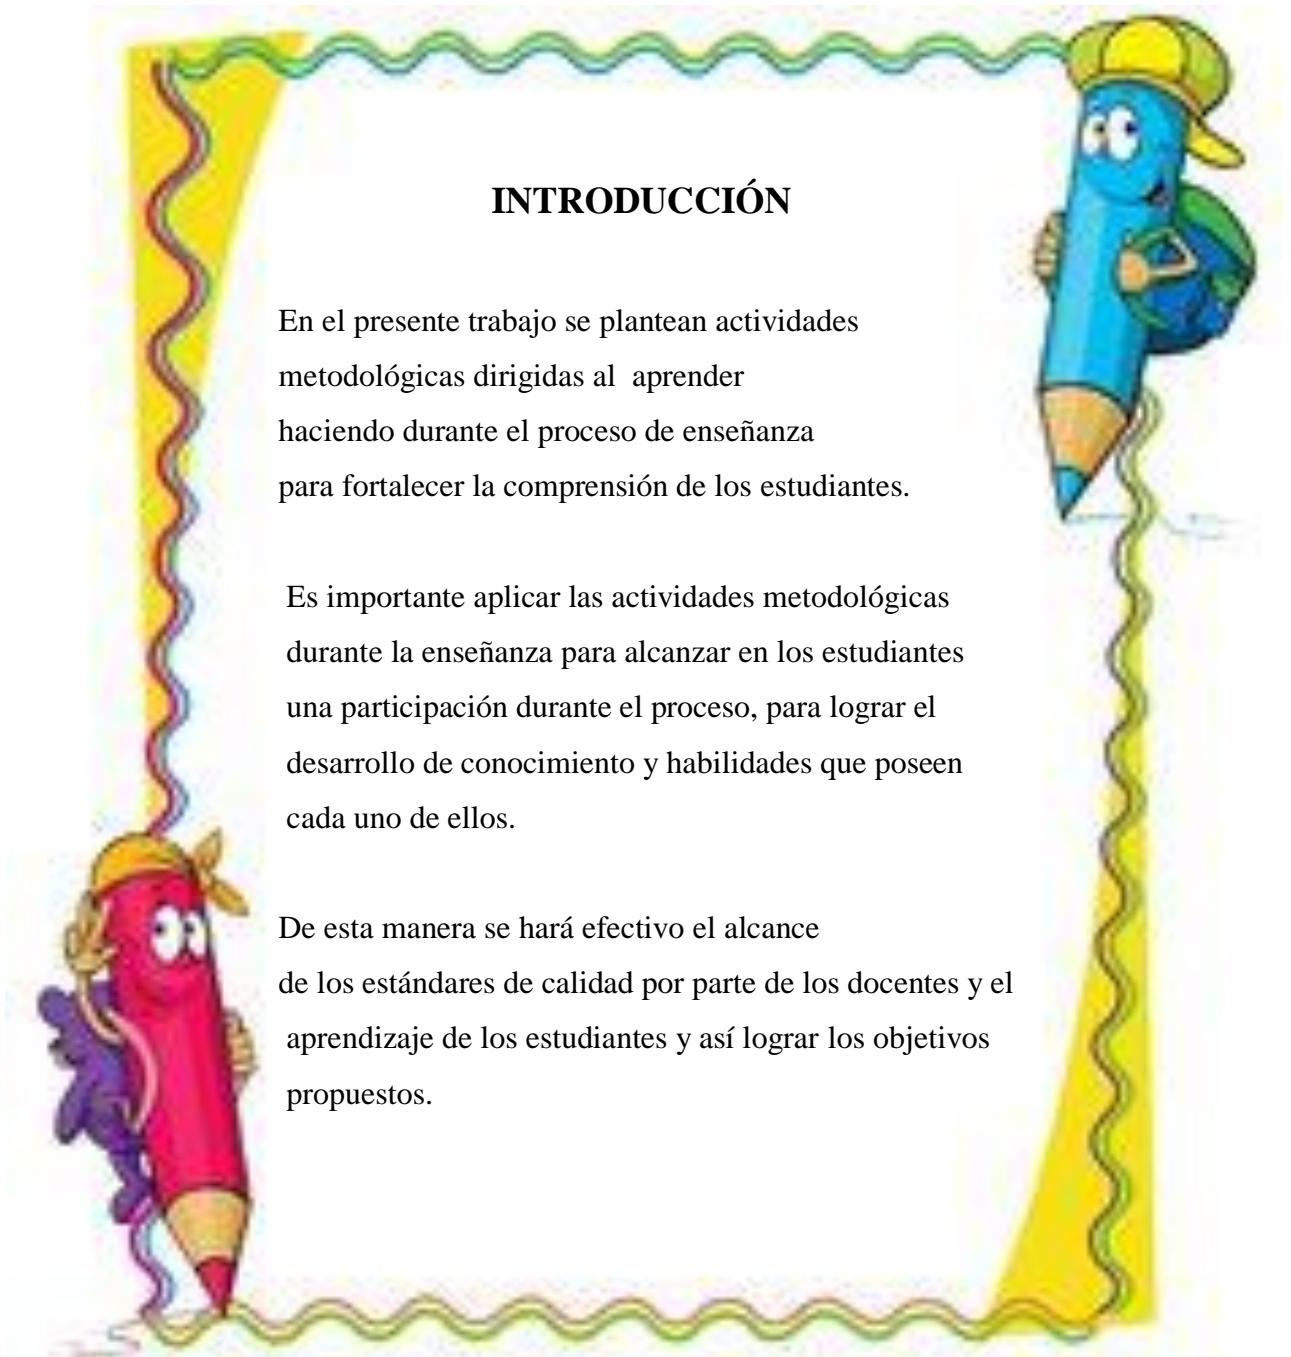 INTRODUCCIÓN
En el presente trabajo se plantean actividades
metodológicas dirigidas al aprender
haciendo durante el proceso de enseñanza
para fortalecer la comprensión de los estudiantes.
Es importante aplicar las actividades metodológicas
durante la enseñanza para alcanzar en los estudiantes
una participación durante el proceso, para lograr el
desarrollo de conocimiento y habilidades que poseen
cada uno de ellos.
De esta manera se hará efectivo el alcance
de los estándares de calidad por parte de los docentes y el
aprendizaje de los estudiantes y así lograr los objetivos
propuestos.